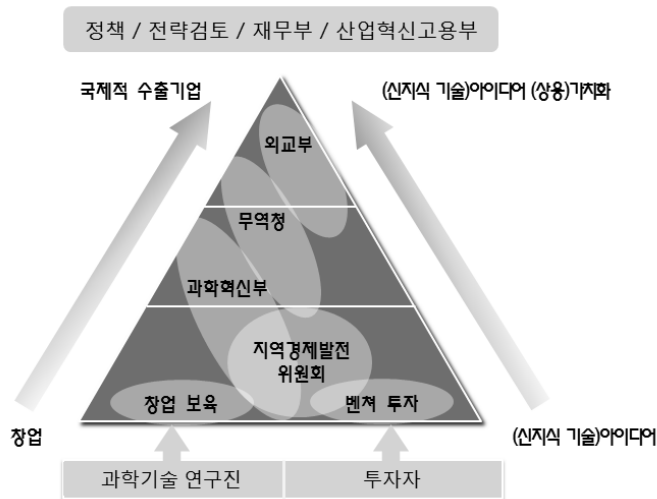 정책 / 전략검토 / 재무부 / 산업혁신고용부
국제적 수출기업
(신지식 기술)아이디어 (상용)가치화
외교부
무역청
과학혁신부
지역경제발전
위원회
창업 보육
벤쳐 투자
창업
(신지식 기술)아이디어
과학기술 연구진
투자자